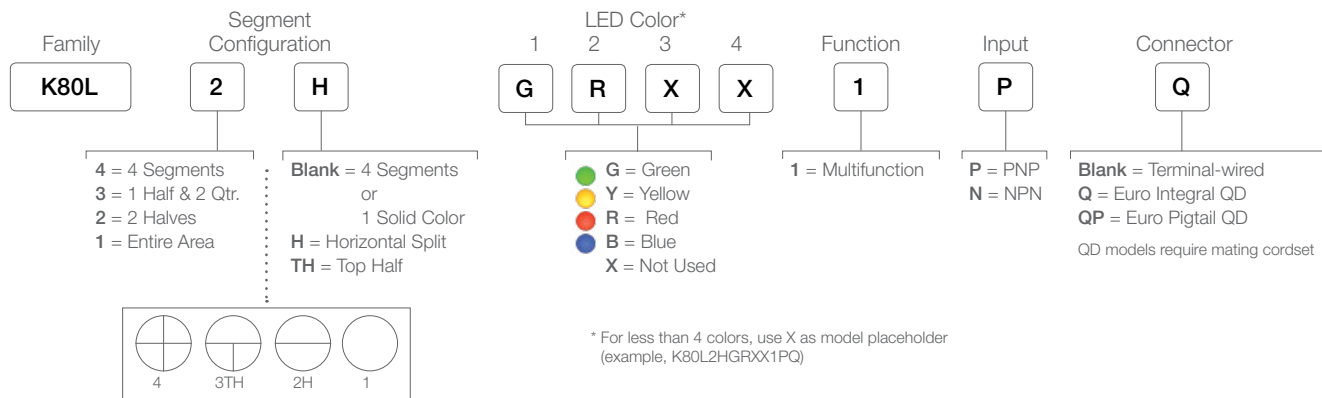 Family
Segment
Configuration
LED Color*
1 2 3 4
Function
Input
Connector
K80L
2
H
G R X X
1
P
Q
4 = 4 Segments
3 = 1 Half & 2 Qtr.
2 = 2 Halves
1 = Entire Area
Blank = 4 Segments
or
1 Solid Color
H = Horizontal Split
TH = Top Half
G = Green
Y = Yellow
R = Red
B = Blue
X = Not Used
1 = Multifunction
P = PNP
N = NPN
Blank = Terminal-wired
Q = Euro Integral QD
QP = Euro Pigtail QD
QD models require mating cordset
4 3TH 2H 1
* For less than 4 colors, use X as model placeholder
(example, K80L2HGRXX1PQ)